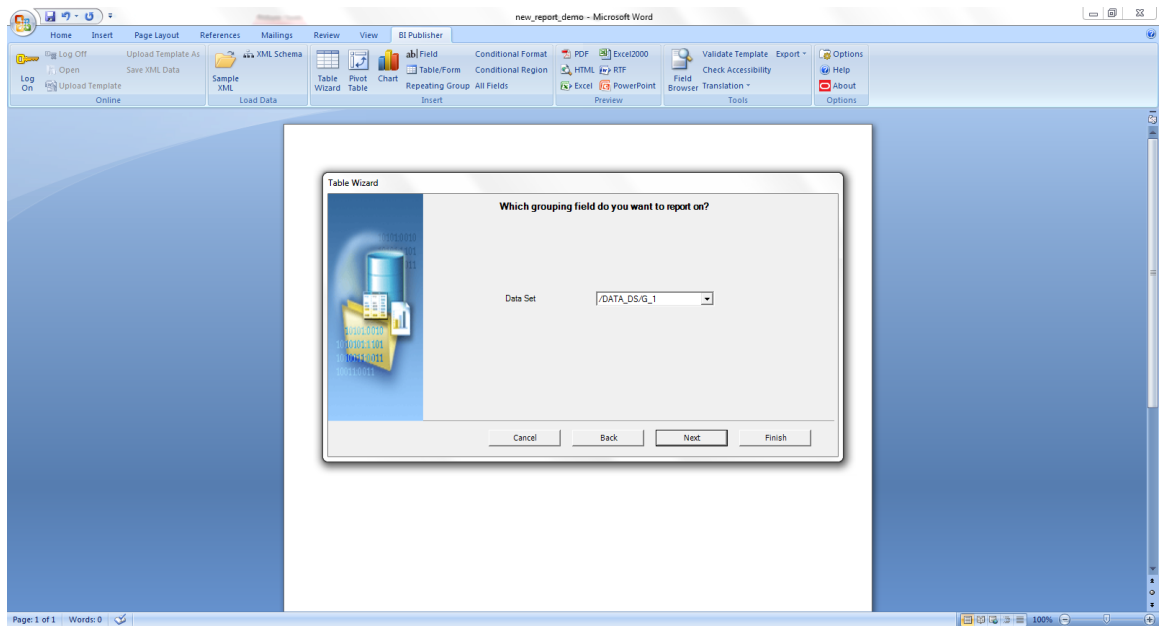 new_report_demo - Microsoft Word
Home Insert Page Layout References Mailings Review View BI Publisher
Log On
Log Off
Open
Upload Template
Upload Template As
Save XML Data
Online
Sample XML
XML Schema
Load Data
Table Wizard
Pivot Table
Chart
ab| Field
Table/Form
Repeating Group
Conditional Format
Conditional Region
All Fields
Insert
PDF
HTML
Excel
Excel2000
RTF
PowerPoint
Preview
Field Browser
Validate Template Export
Check Accessibility
Translation
Tools
Options
Help
About
Options
Table Wizard
Which grouping field do you want to report on?
Data Set /DATA_DS/G_1
Cancel Back Next Finish
Page: 1 of 1 Words: 0 100%